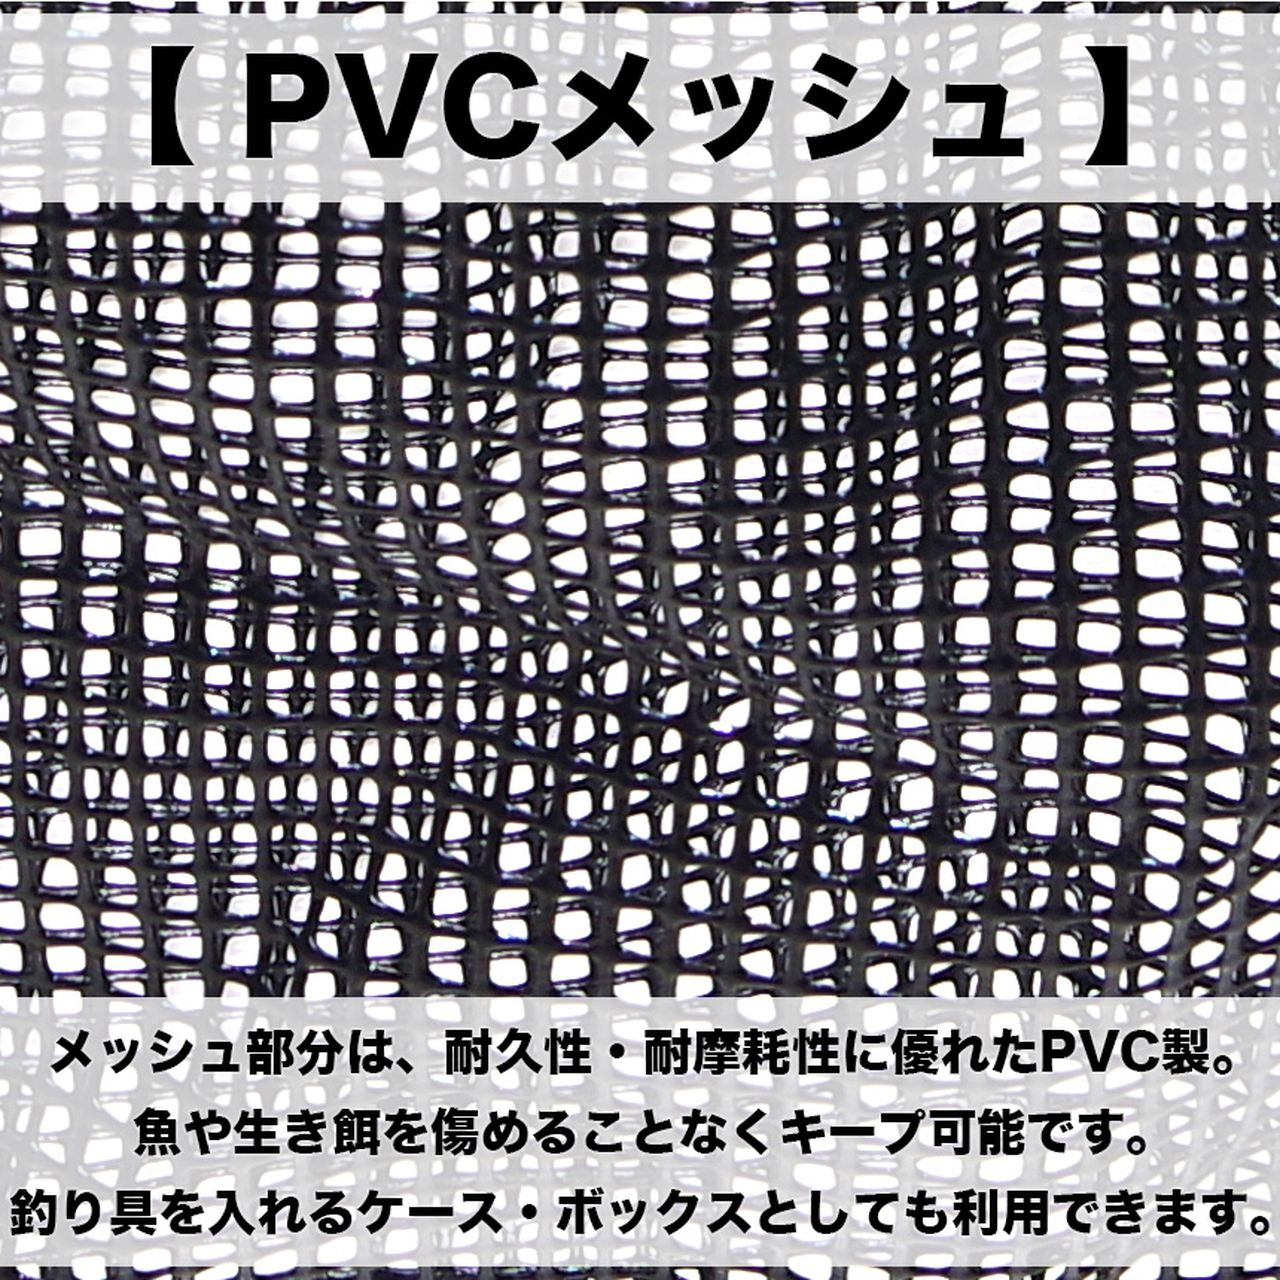 【 PVCメッシュ 】
メッシュ部分は、耐久性・耐摩耗性に優れたPVC製。
魚や生き餌を傷めることなくキープ可能です。
釣り具を入れるケース・ボックスとしても利用できます。